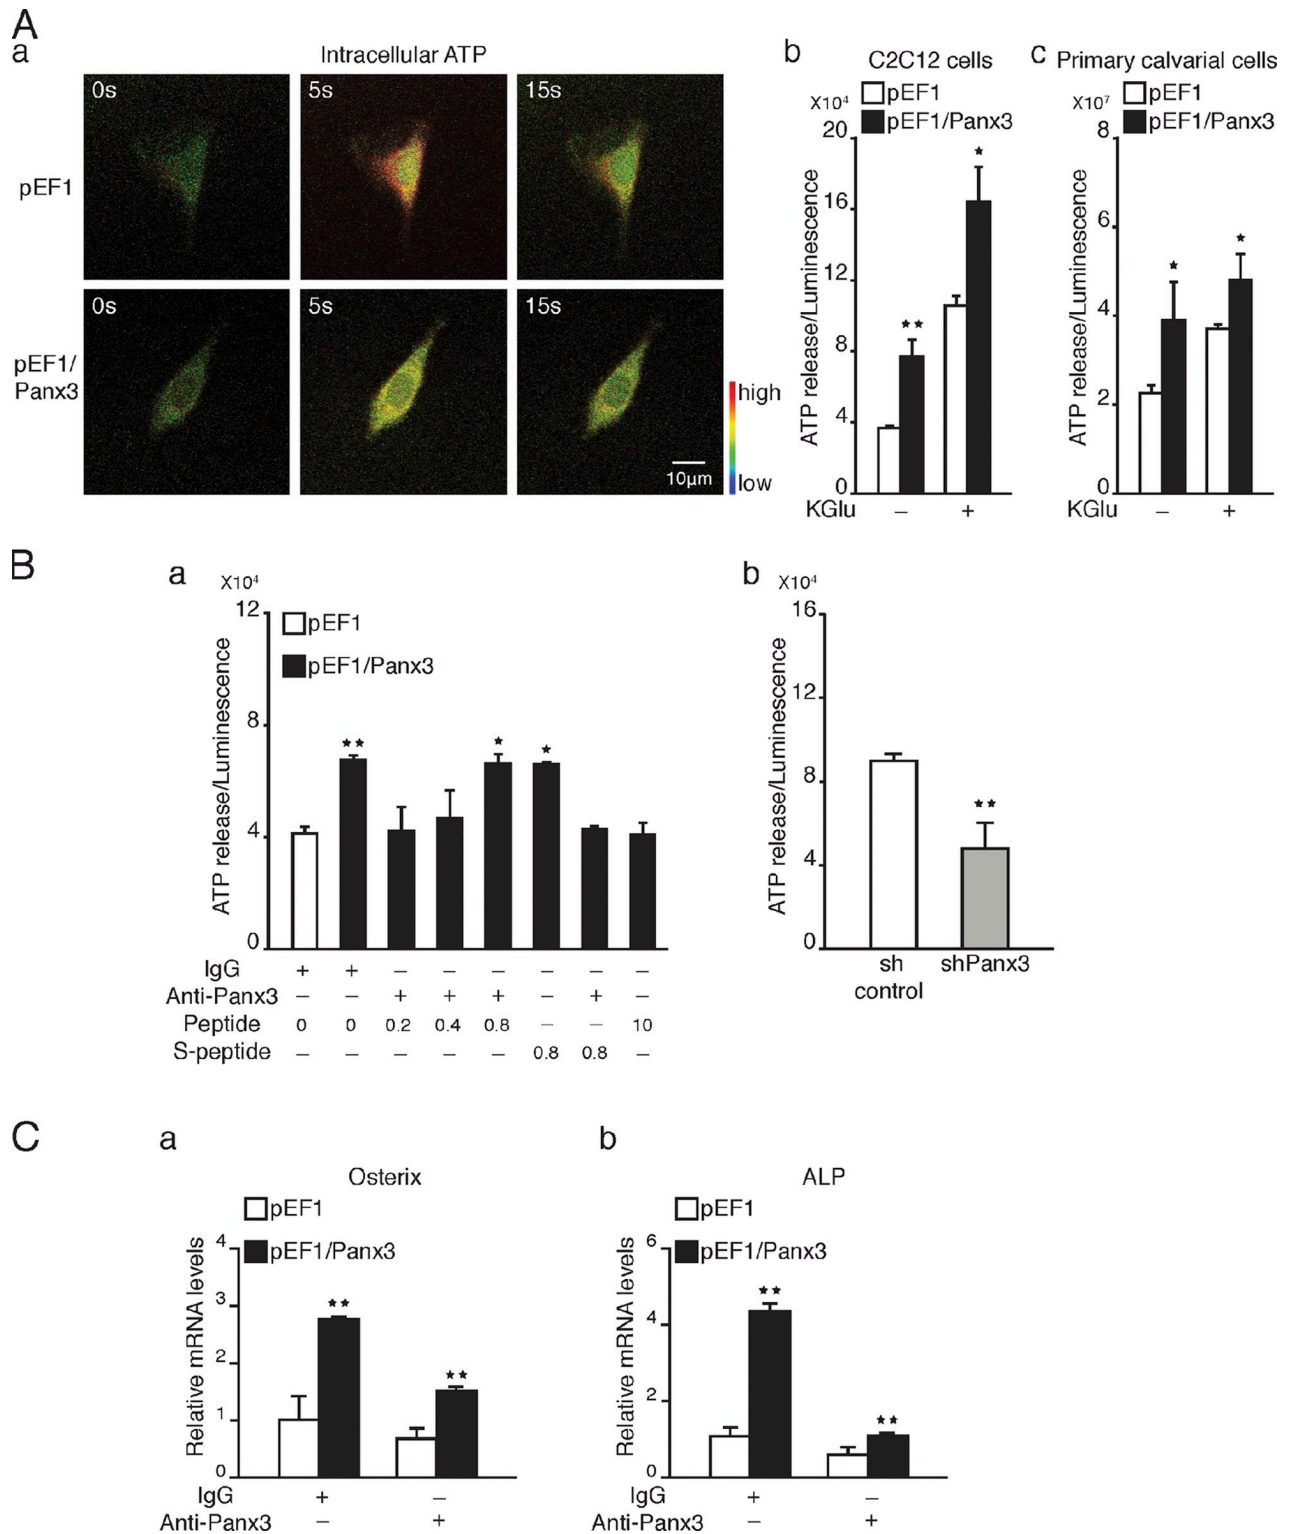 A
a
Intracellular ATP
0s
5s
15s
pEF1
0s
5s
15s
pEF1/
Panx3
high
low
10μm
b
C2C12 cells
pEF1
pEF1/Panx3
X10⁴
20
16
12
8
4
0
ATP release/Luminescence
★★
★
KGlu − +
c
Primary calvarial cells
pEF1
pEF1/Panx3
X10⁷
8
6
4
2
0
ATP release/Luminescence
★
★
KGlu − +
B
a
X10⁴
12
8
4
0
pEF1
pEF1/Panx3
ATP release/Luminescence
★★
★
★
IgG + + − − − − − −
Anti-Panx3 − − + + + − + −
Peptide 0 0 0.2 0.4 0.8 − − 10
S-peptide − − − − − 0.8 0.8 −
b
X10⁴
16
12
8
4
0
ATP release/Luminescence
★★
sh
control
shPanx3
C
a
Osterix
pEF1
pEF1/Panx3
4
3
2
1
0
Relative mRNA levels
★★
★★
IgG + −
Anti-Panx3 − +
b
ALP
pEF1
pEF1/Panx3
6
4
2
0
Relative mRNA levels
★★
★★
IgG + −
Anti-Panx3 − +